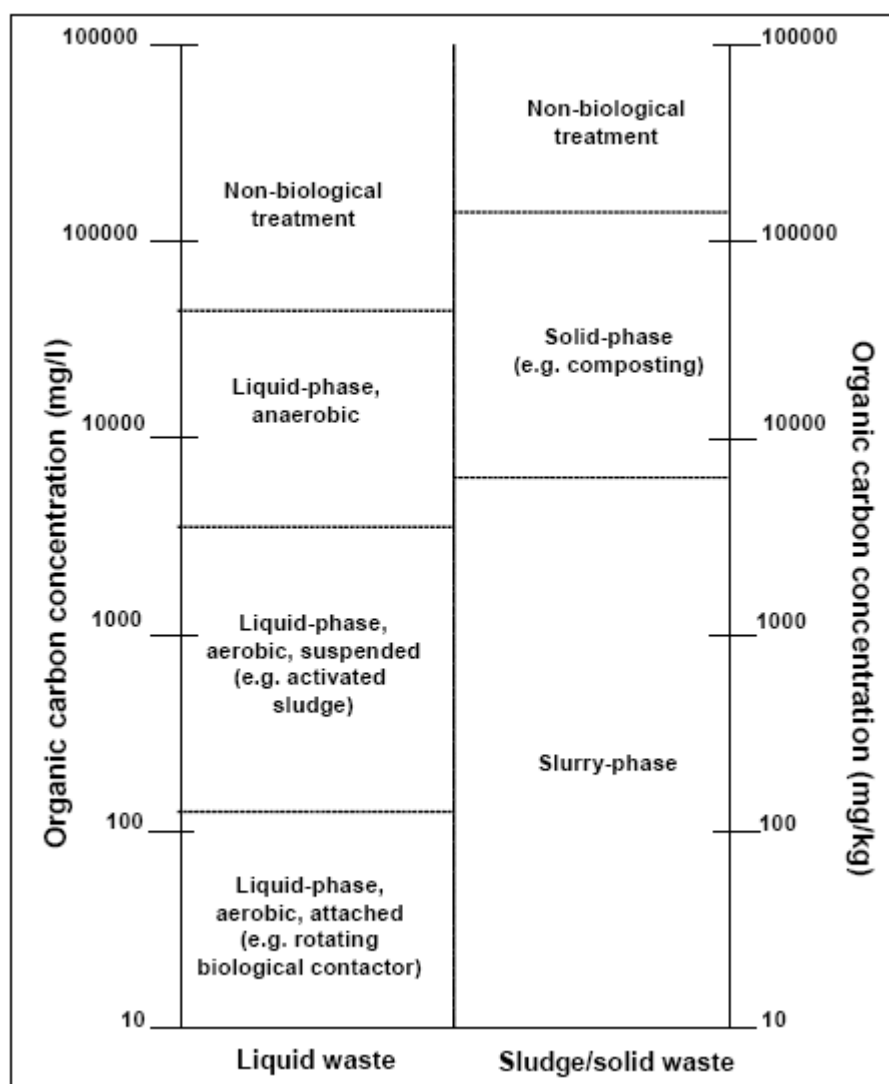 100000
100000
10000
1000
100
10
Organic carbon concentration (mg/l)
Non-biological
treatment
Liquid-phase,
anaerobic
Liquid-phase,
aerobic, suspended
(e.g. activated
sludge)
Liquid-phase,
aerobic, attached
(e.g. rotating
biological contactor)
Liquid waste
Non-biological
treatment
Solid-phase
(e.g. composting)
Slurry-phase
Sludge/solid waste
100000
100000
10000
1000
100
10
Organic carbon concentration (mg/kg)